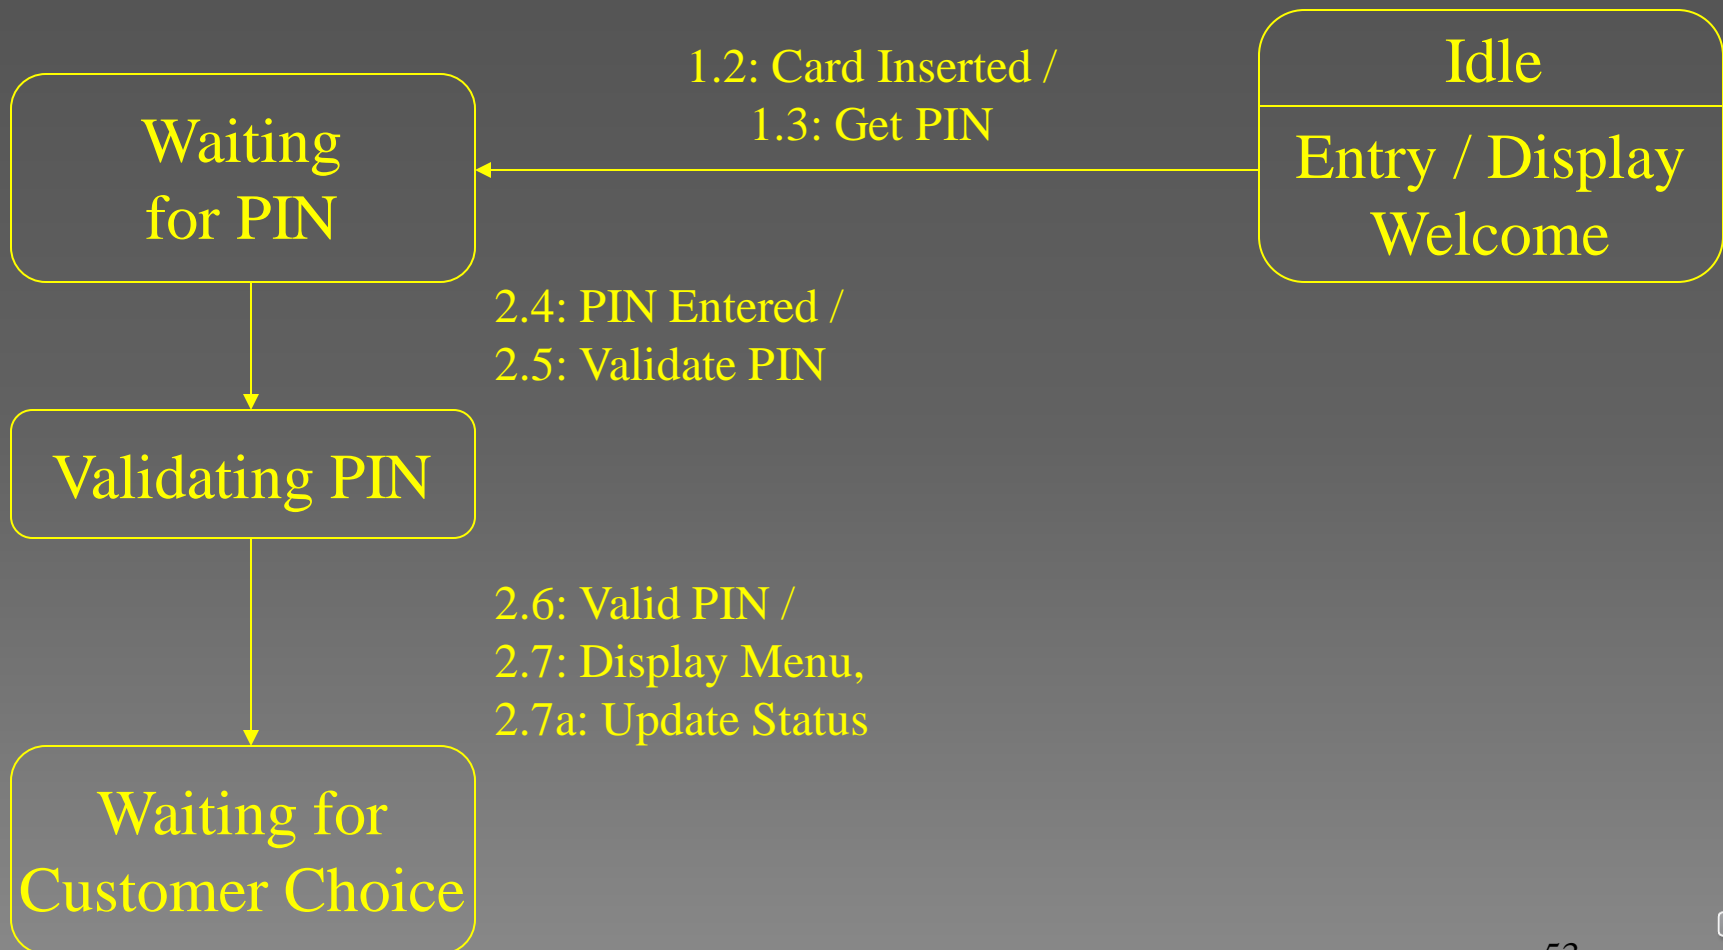 1.2: Card Inserted /
1.3: Get PIN
Idle
Entry / Display
Welcome
Waiting
for PIN
2.4: PIN Entered /
2.5: Validate PIN
Validating PIN
2.6: Valid PIN /
2.7: Display Menu,
2.7a: Update Status
Waiting for
Customer Choice